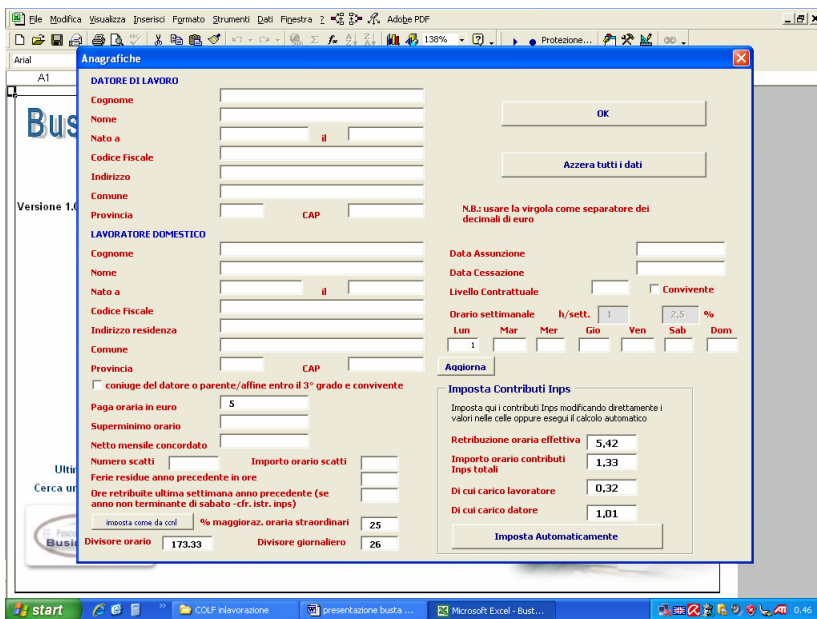 File Modifica Visualizza Inserisci Formato Strumenti Dati Finestra ? Adobe PDF
138% Protezione...
Arial
Anagrafiche
A1
DATORE DI LAVORO
Cognome
Nome
OK
Nato a il
Codice Fiscale
Azzera tutti i dati
Indirizzo
Comune
Versione 1.0
N.B.: usare la virgola come separatore dei
decimali di euro
Provincia CAP
LAVORATORE DOMESTICO
Cognome
Data Assunzione
Nome
Data Cessazione
Nato a il
Livello Contrattuale Convivente
Codice Fiscale
Orario settimanale h/sett. 1 2,5 %
Indirizzo residenza
Lun Mar Mer Gio Ven Sab Dom
1
Comune
Provincia CAP
Aggiorna
coniuge del datore o parente/affine entro il 3° grado e convivente
Paga oraria in euro 5
Superminimo orario
Netto mensile concordato
Numero scatti Importo orario scatti
Ferie residue anno precedente in ore
Ore retribuite ultima settimana anno precedente (se
anno non terminante di sabato -cfr. istr. inps)
imposta come da ccnl % maggioraz. oraria straordinari 25
Divisore orario 173.33 Divisore giornaliero 26
Imposta Contributi Inps
Imposta qui i contributi Inps modificando direttamente i
valori nelle celle oppure esegui il calcolo automatico
Retribuzione oraria effettiva 5,42
Importo orario contributi
Inps totali 1,33
Di cui carico lavoratore 0,32
Di cui carico datore 1,01
Imposta Automaticamente
Bus
Ultir
Cerca un
Busi
start COLF inlavorazione presentazione busta ... Microsoft Excel - Bust... 0.46